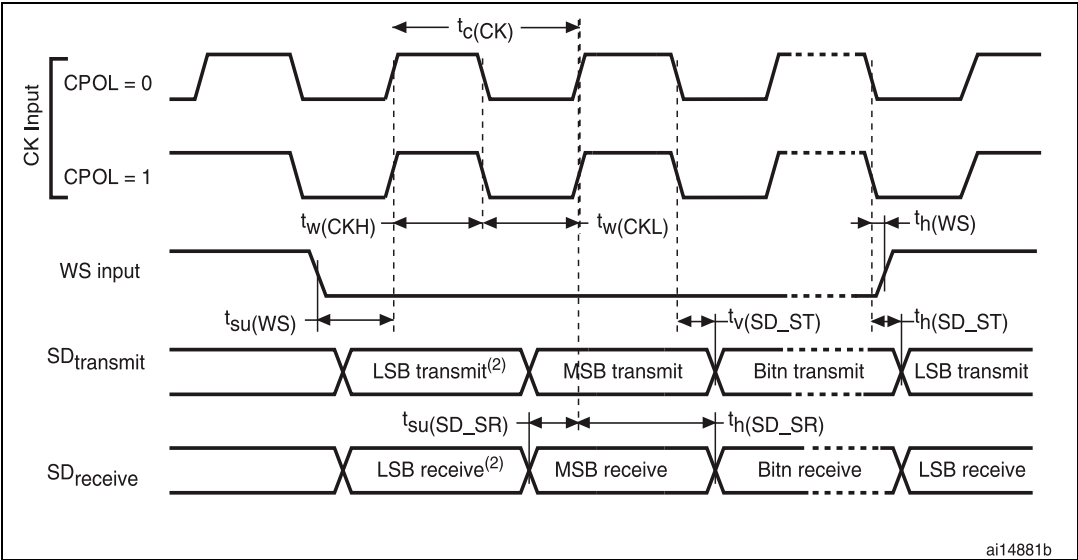 tc(CK)
CK Input
CPOL = 0
CPOL = 1
tw(CKH)
tw(CKL)
th(WS)
WS input
tsu(WS)
tv(SD_ST)
th(SD_ST)
SDtransmit
LSB transmit(2)
MSB transmit
Bitn transmit
LSB transmit
tsu(SD_SR)
th(SD_SR)
SDreceive
LSB receive(2)
MSB receive
Bitn receive
LSB receive
ai14881b